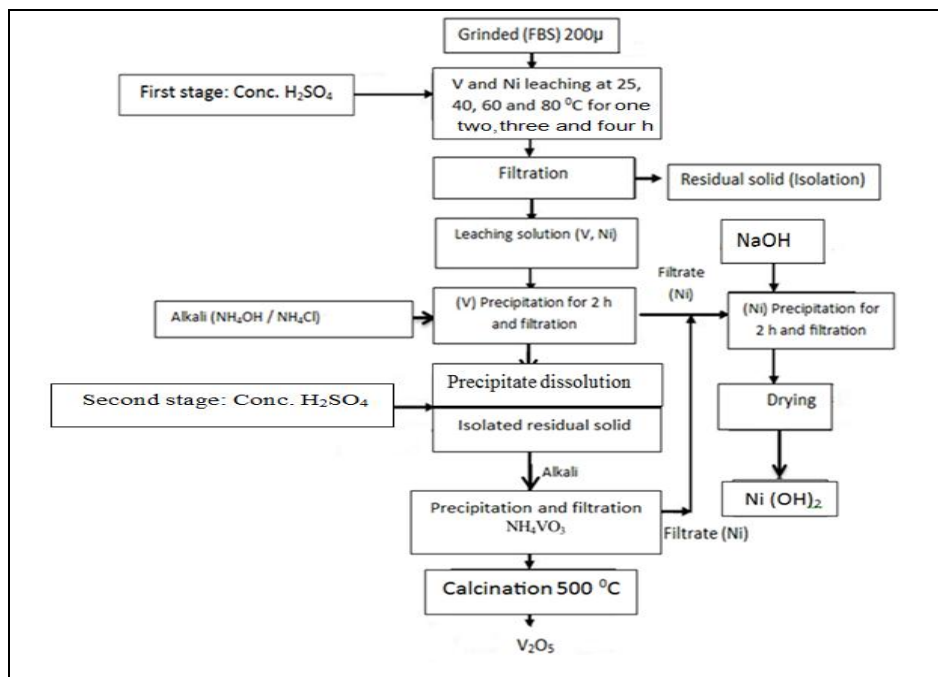 Grinded (FBS) 200µ
First stage: Conc. H₂SO₄
V and Ni leaching at 25,
40, 60 and 80 ⁰C for one
two,three and four h
Filtration
Residual solid (Isolation)
Leaching solution (V, Ni)
NaOH
Filtrate
(Ni)
Alkali (NH₄OH / NH₄Cl)
(V) Precipitation for 2 h
and filtration
(Ni) Precipitation for
2 h and filtration
Precipitate dissolution
Second stage: Conc. H₂SO₄
Isolated residual solid
Drying
Alkali
Ni (OH)₂
Precipitation and filtration
NH₄VO₃
Filtrate (Ni)
Calcination 500 ⁰C
V₂O₅